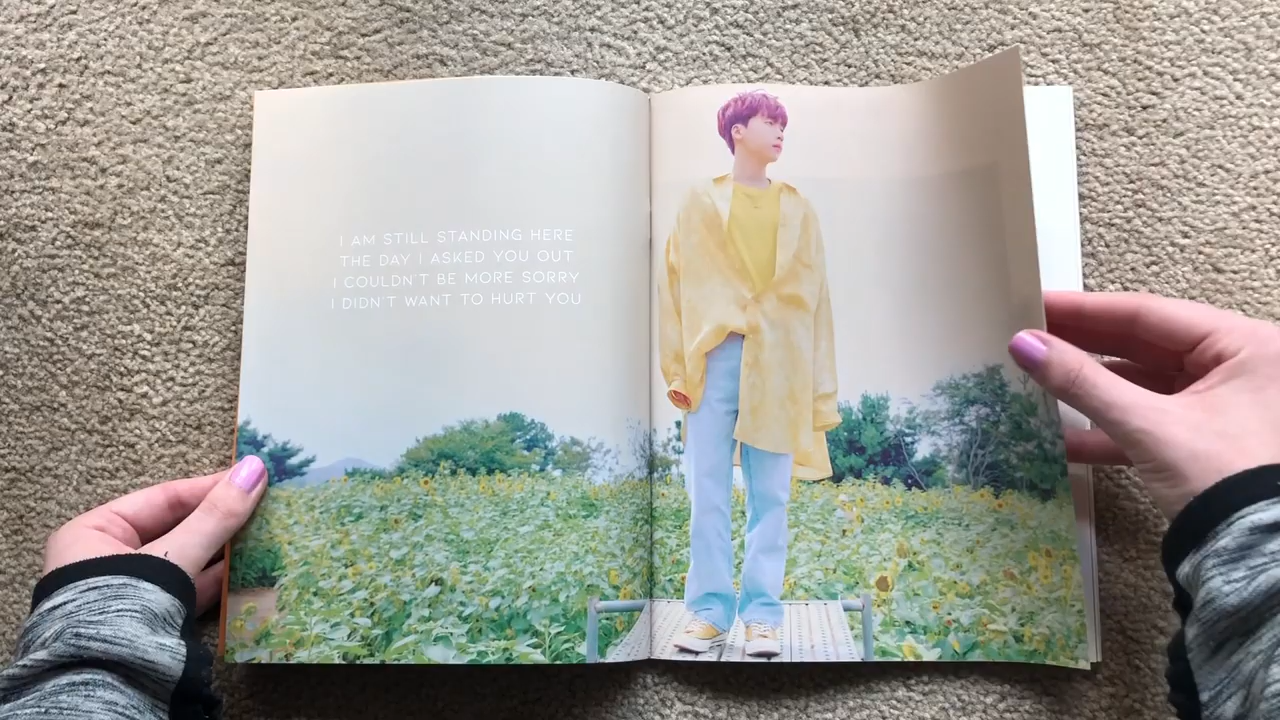 I AM STILL STANDING HERE
THE DAY I ASKED YOU OUT
I COULDN'T BE MORE SORRY
I DIDN'T WANT TO HURT YOU